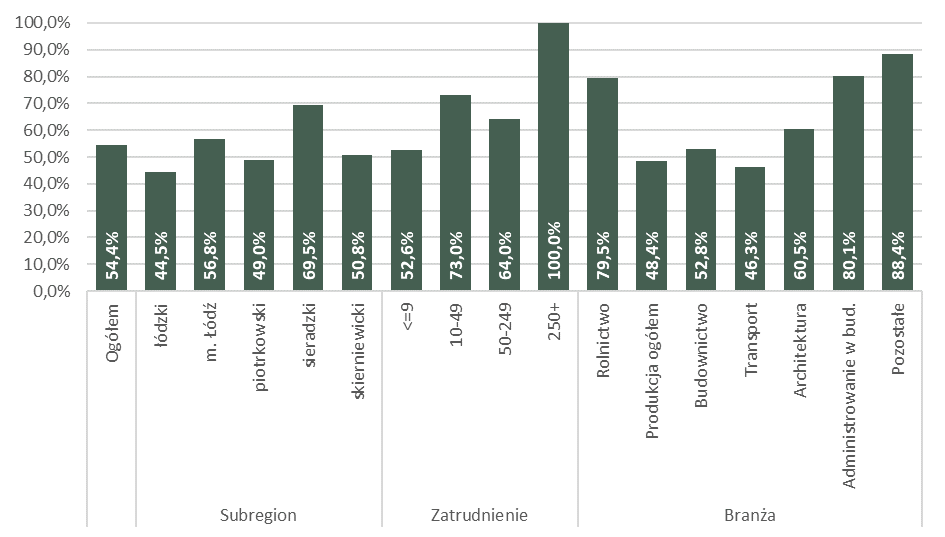 100,0%
90,0%
80,0%
70,0%
60,0%
50,0%
40,0%
30,0%
20,0%
10,0%
0,0%
54,4%
44,5%
56,8%
49,0%
69,5%
50,8%
52,6%
73,0%
64,0%
100,0%
79,5%
48,4%
52,8%
46,3%
60,5%
80,1%
88,4%
Ogółem
łódzki
m. Łódź
piotrkowski
sieradzki
skierniewicki
<=9
10-49
50-249
250+
Rolnictwo
Produkcja ogółem
Budownictwo
Transport
Architektura
Administrowanie w bud.
Pozostałe
Subregion
Zatrudnienie
Branża